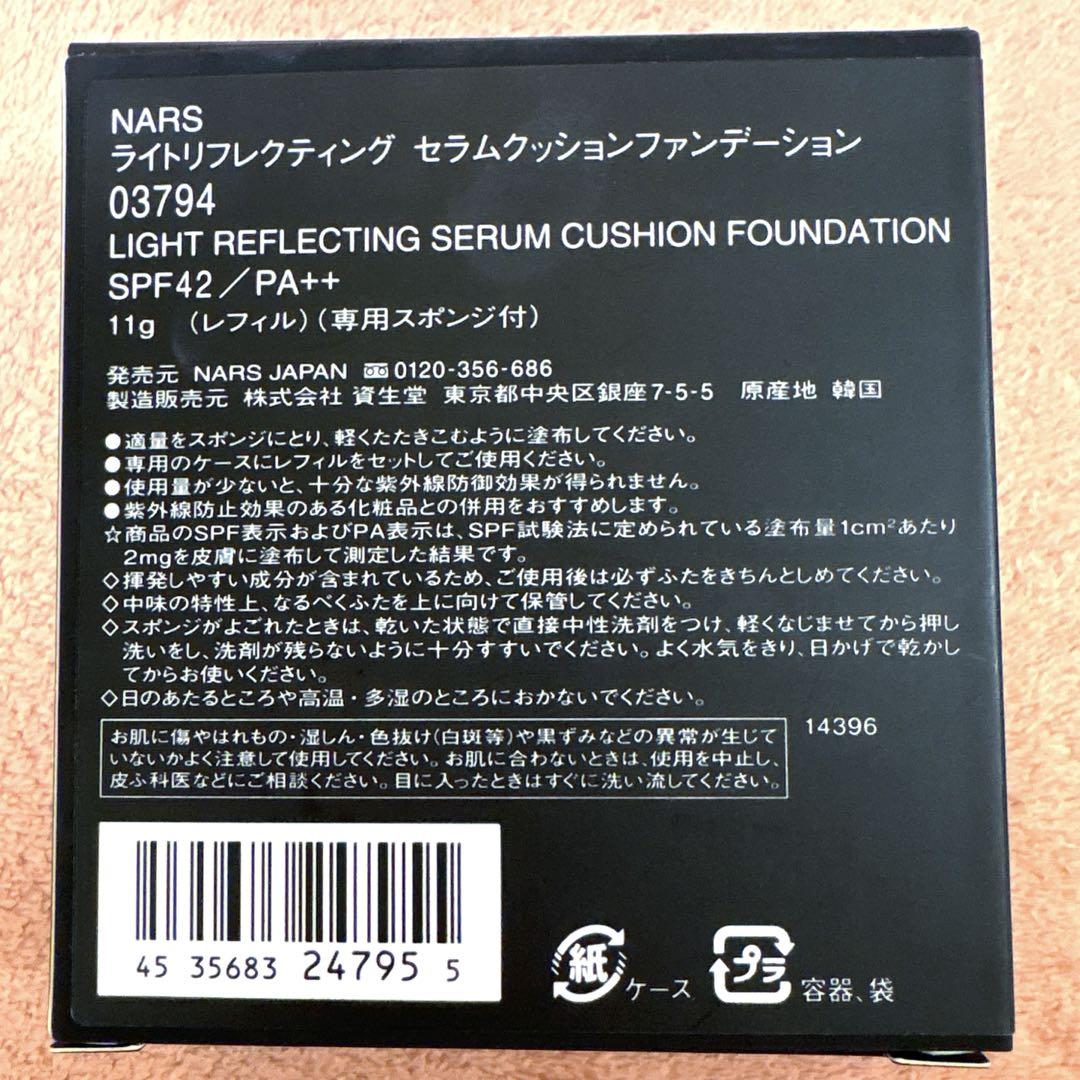 NARS
ライトリフレクティング セラムクッションファンデーション
03794
LIGHT REFLECTING SERUM CUSHION FOUNDATION
SPF42／PA++
11g （レフィル）（専用スポンジ付）
発売元 NARS JAPAN 0120-356-686
製造販売元 株式会社 資生堂 東京都中央区銀座7-5-5 原産地 韓国
●適量をスポンジにとり、軽くたたきこむように塗布してください。
●専用のケースにレフィルをセットしてご使用ください。
●使用量が少ないと、十分な紫外線防御効果が得られません。
●紫外線防止効果のある化粧品との併用をおすすめします。
☆商品のSPF表示およびPA表示は、SPF試験法に定められている塗布量1cm²あたり
2mgを皮膚に塗布して測定した結果です。
◇揮発しやすい成分が含まれているため、ご使用後は必ずふたをきちんとしめてください。
◇中味の特性上、なるべくふたを上に向けて保管してください。
◇スポンジがよごれたときは、乾いた状態で直接中性洗剤をつけ、軽くなじませてから押し
洗いをし、洗剤が残らないように十分すすいでください。よく水気をきり、日かげで乾かし
てからお使いください。
◇日のあたるところや高温・多湿のところにおかないでください。
お肌に傷やはれもの・湿しん・色抜け(白斑等)や黒ずみなどの異常が生じて
いないかよく注意して使用してください。お肌に合わないときは、使用を中止し、
皮ふ科医などにご相談ください。目に入ったときはすぐに洗い流してください。
14396
45 35683 24795 5
紙 ケース
プラ 容器、袋